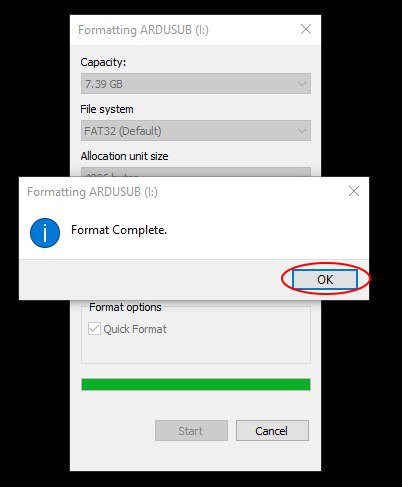 Formatting ARDUSUB (I:)
Capacity:
7.39 GB
File system
FAT32 (Default)
Allocation unit size
Formatting ARDUSUB (I:)
Format Complete.
OK
Format options
Quick Format
Start
Cancel